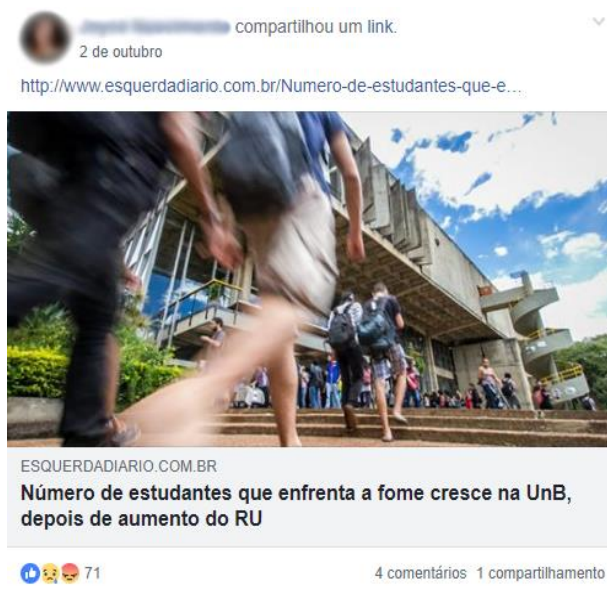 compartilhou um link.
2 de outubro
http://www.esquerdadiario.com.br/Numero-de-estudantes-que-e…
ESQUERDADIARIO.COM.BR
Número de estudantes que enfrenta a fome cresce na UnB,
depois de aumento do RU
71
4 comentários 1 compartilhamento